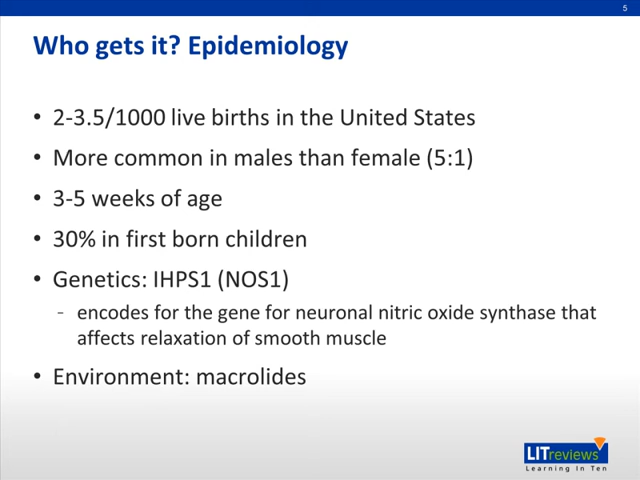 5
Who gets it? Epidemiology
• 2-3.5/1000 live births in the United States
• More common in males than female (5:1)
• 3-5 weeks of age
• 30% in first born children
• Genetics: IHPS1 (NOS1)
- encodes for the gene for neuronal nitric oxide synthase that
affects relaxation of smooth muscle
• Environment: macrolides
LITreviews
Learning In Ten